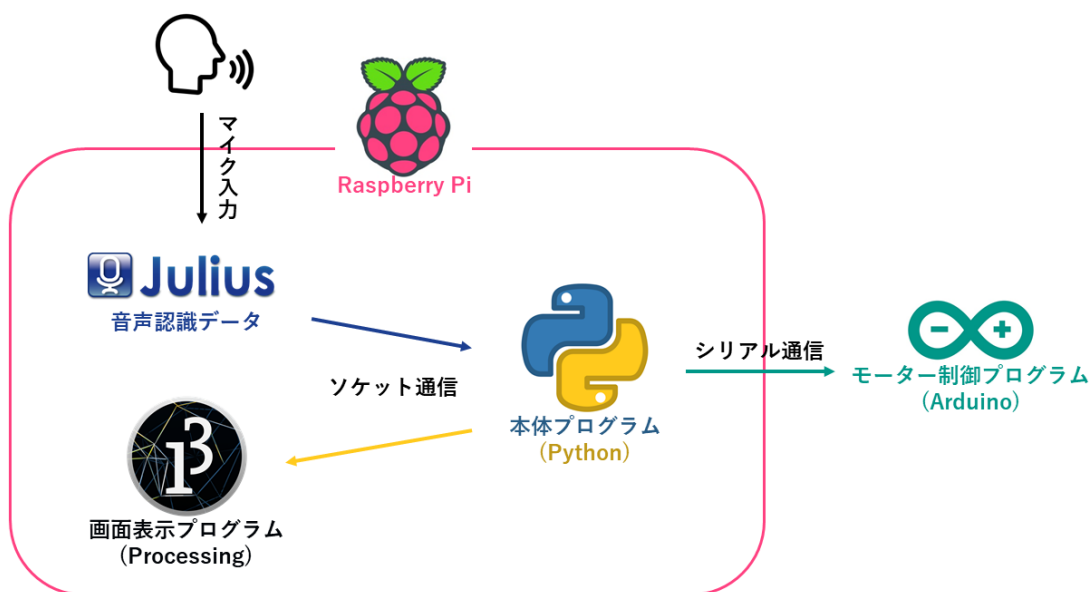 マイク入力
Raspberry Pi
Julius
音声認識データ
ソケット通信
シリアル通信
本体プログラム
(Python)
モーター制御プログラム
(Arduino)
13
画面表示プログラム
(Processing)